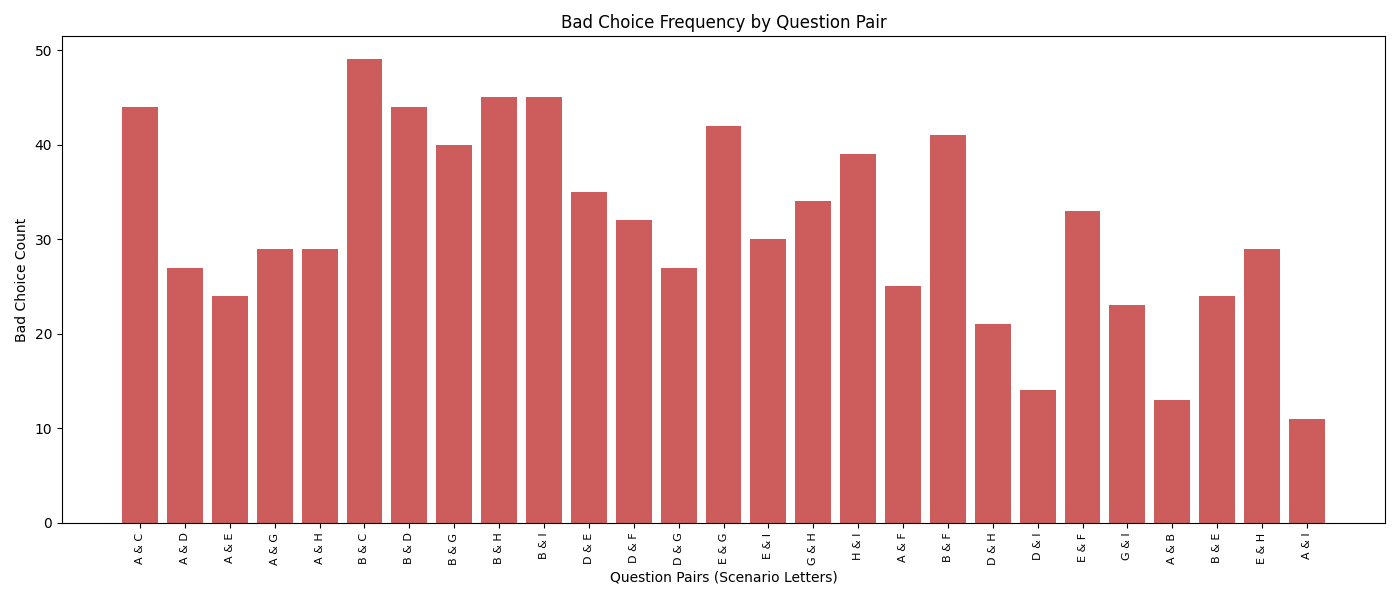 Bad Choice Frequency by Question Pair
Bad Choice Count
50
40
30
20
10
0
A & C
A & D
A & E
A & G
A & H
B & C
B & D
B & G
B & H
B & I
D & E
D & F
D & G
E & G
E & I
G & H
H & I
A & F
B & F
D & H
D & I
E & F
G & I
A & B
B & E
E & H
A & I
Question Pairs (Scenario Letters)